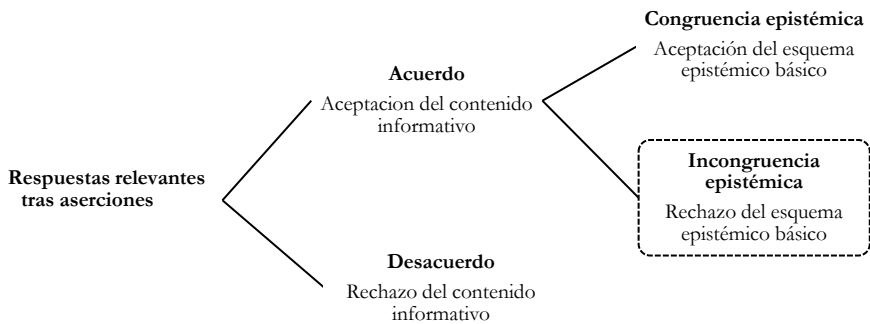 Congruencia epistémica
Aceptación del esquema
epistémico básico
Acuerdo
Aceptacion del contenido
informativo
Incongruencia
epistémica
Rechazo del esquema
epistémico básico
Respuestas relevantes
tras aserciones
Desacuerdo
Rechazo del contenido
informativo